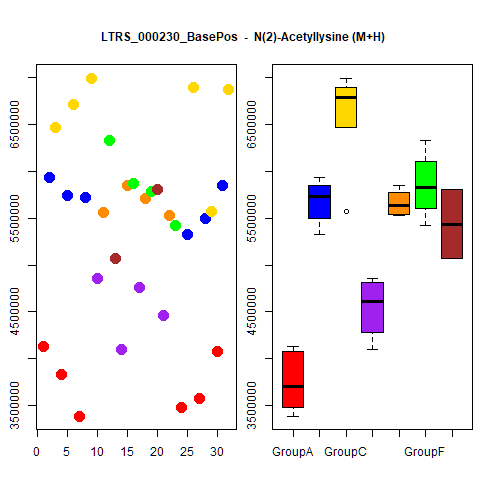 LTRS_000230_BasePos - N(2)-Acetyllysine (M+H)
6500000
5500000
4500000
3500000
0 5 10 15 20 25 30
6500000
5500000
4500000
3500000
GroupA GroupC GroupF